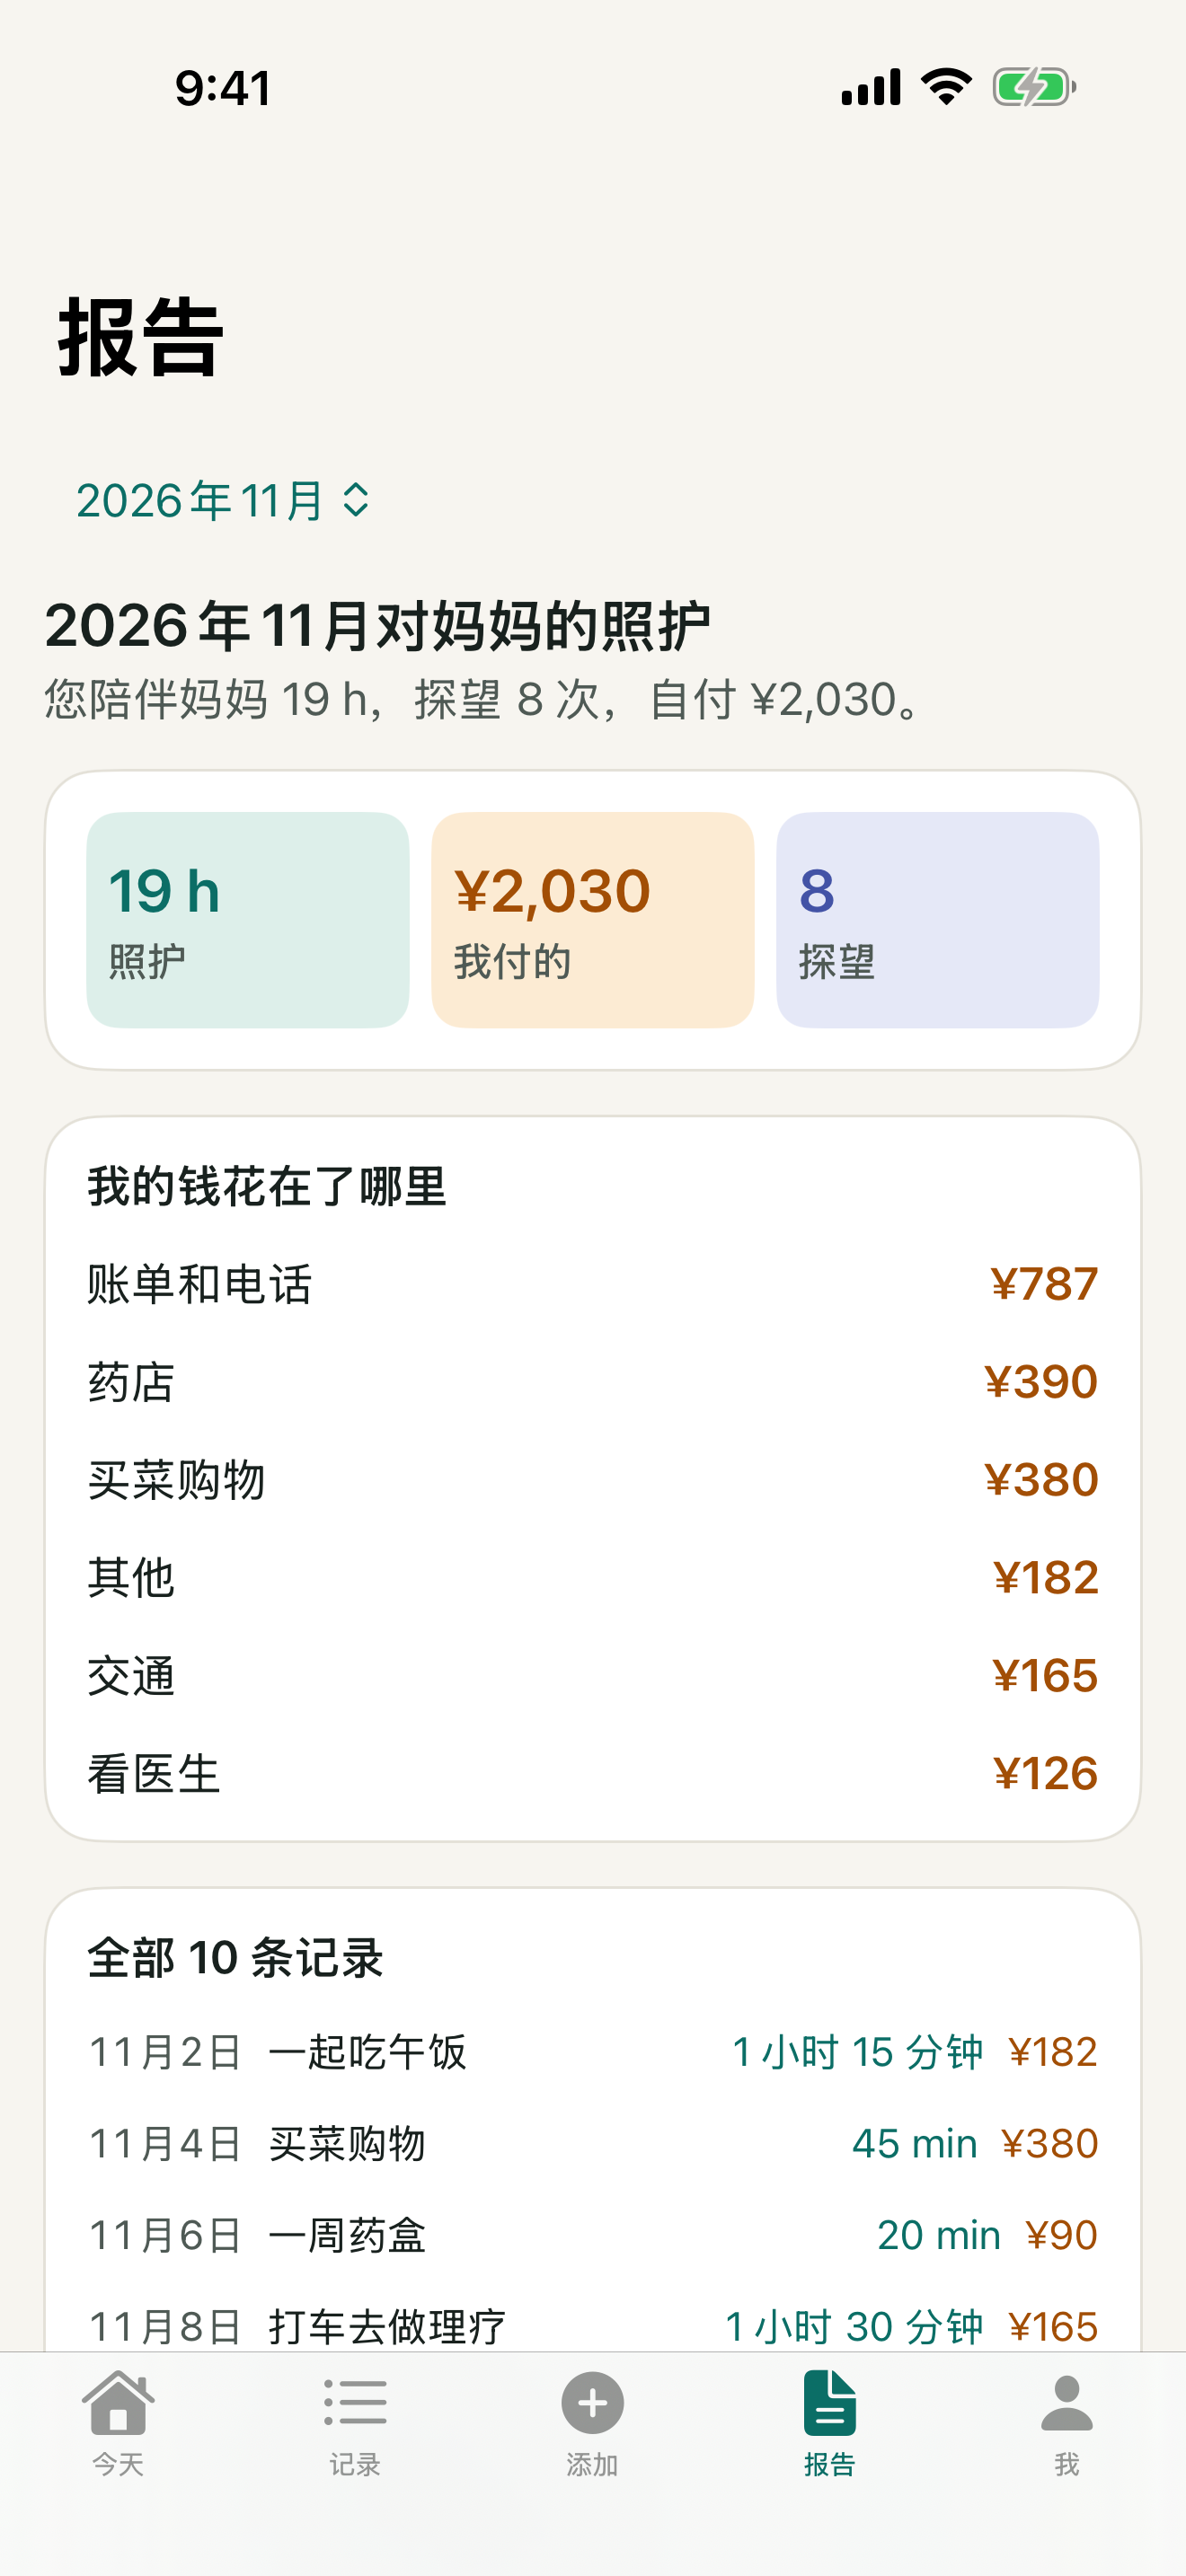 9:41
报告
2026年11月
2026年11月对妈妈的照护
您陪伴妈妈 19 h，探望 8 次，自付 ¥2,030。
19 h
照护
¥2,030
我付的
8
探望
我的钱花在了哪里
账单和电话 ¥787
药店 ¥390
买菜购物 ¥380
其他 ¥182
交通 ¥165
看医生 ¥126
全部 10 条记录
11月2日 一起吃午饭 1 小时 15 分钟 ¥182
11月4日 买菜购物 45 min ¥380
11月6日 一周药盒 20 min ¥90
11月8日 打车去做理疗 1 小时 30 分钟 ¥165
今天 记录 添加 报告 我